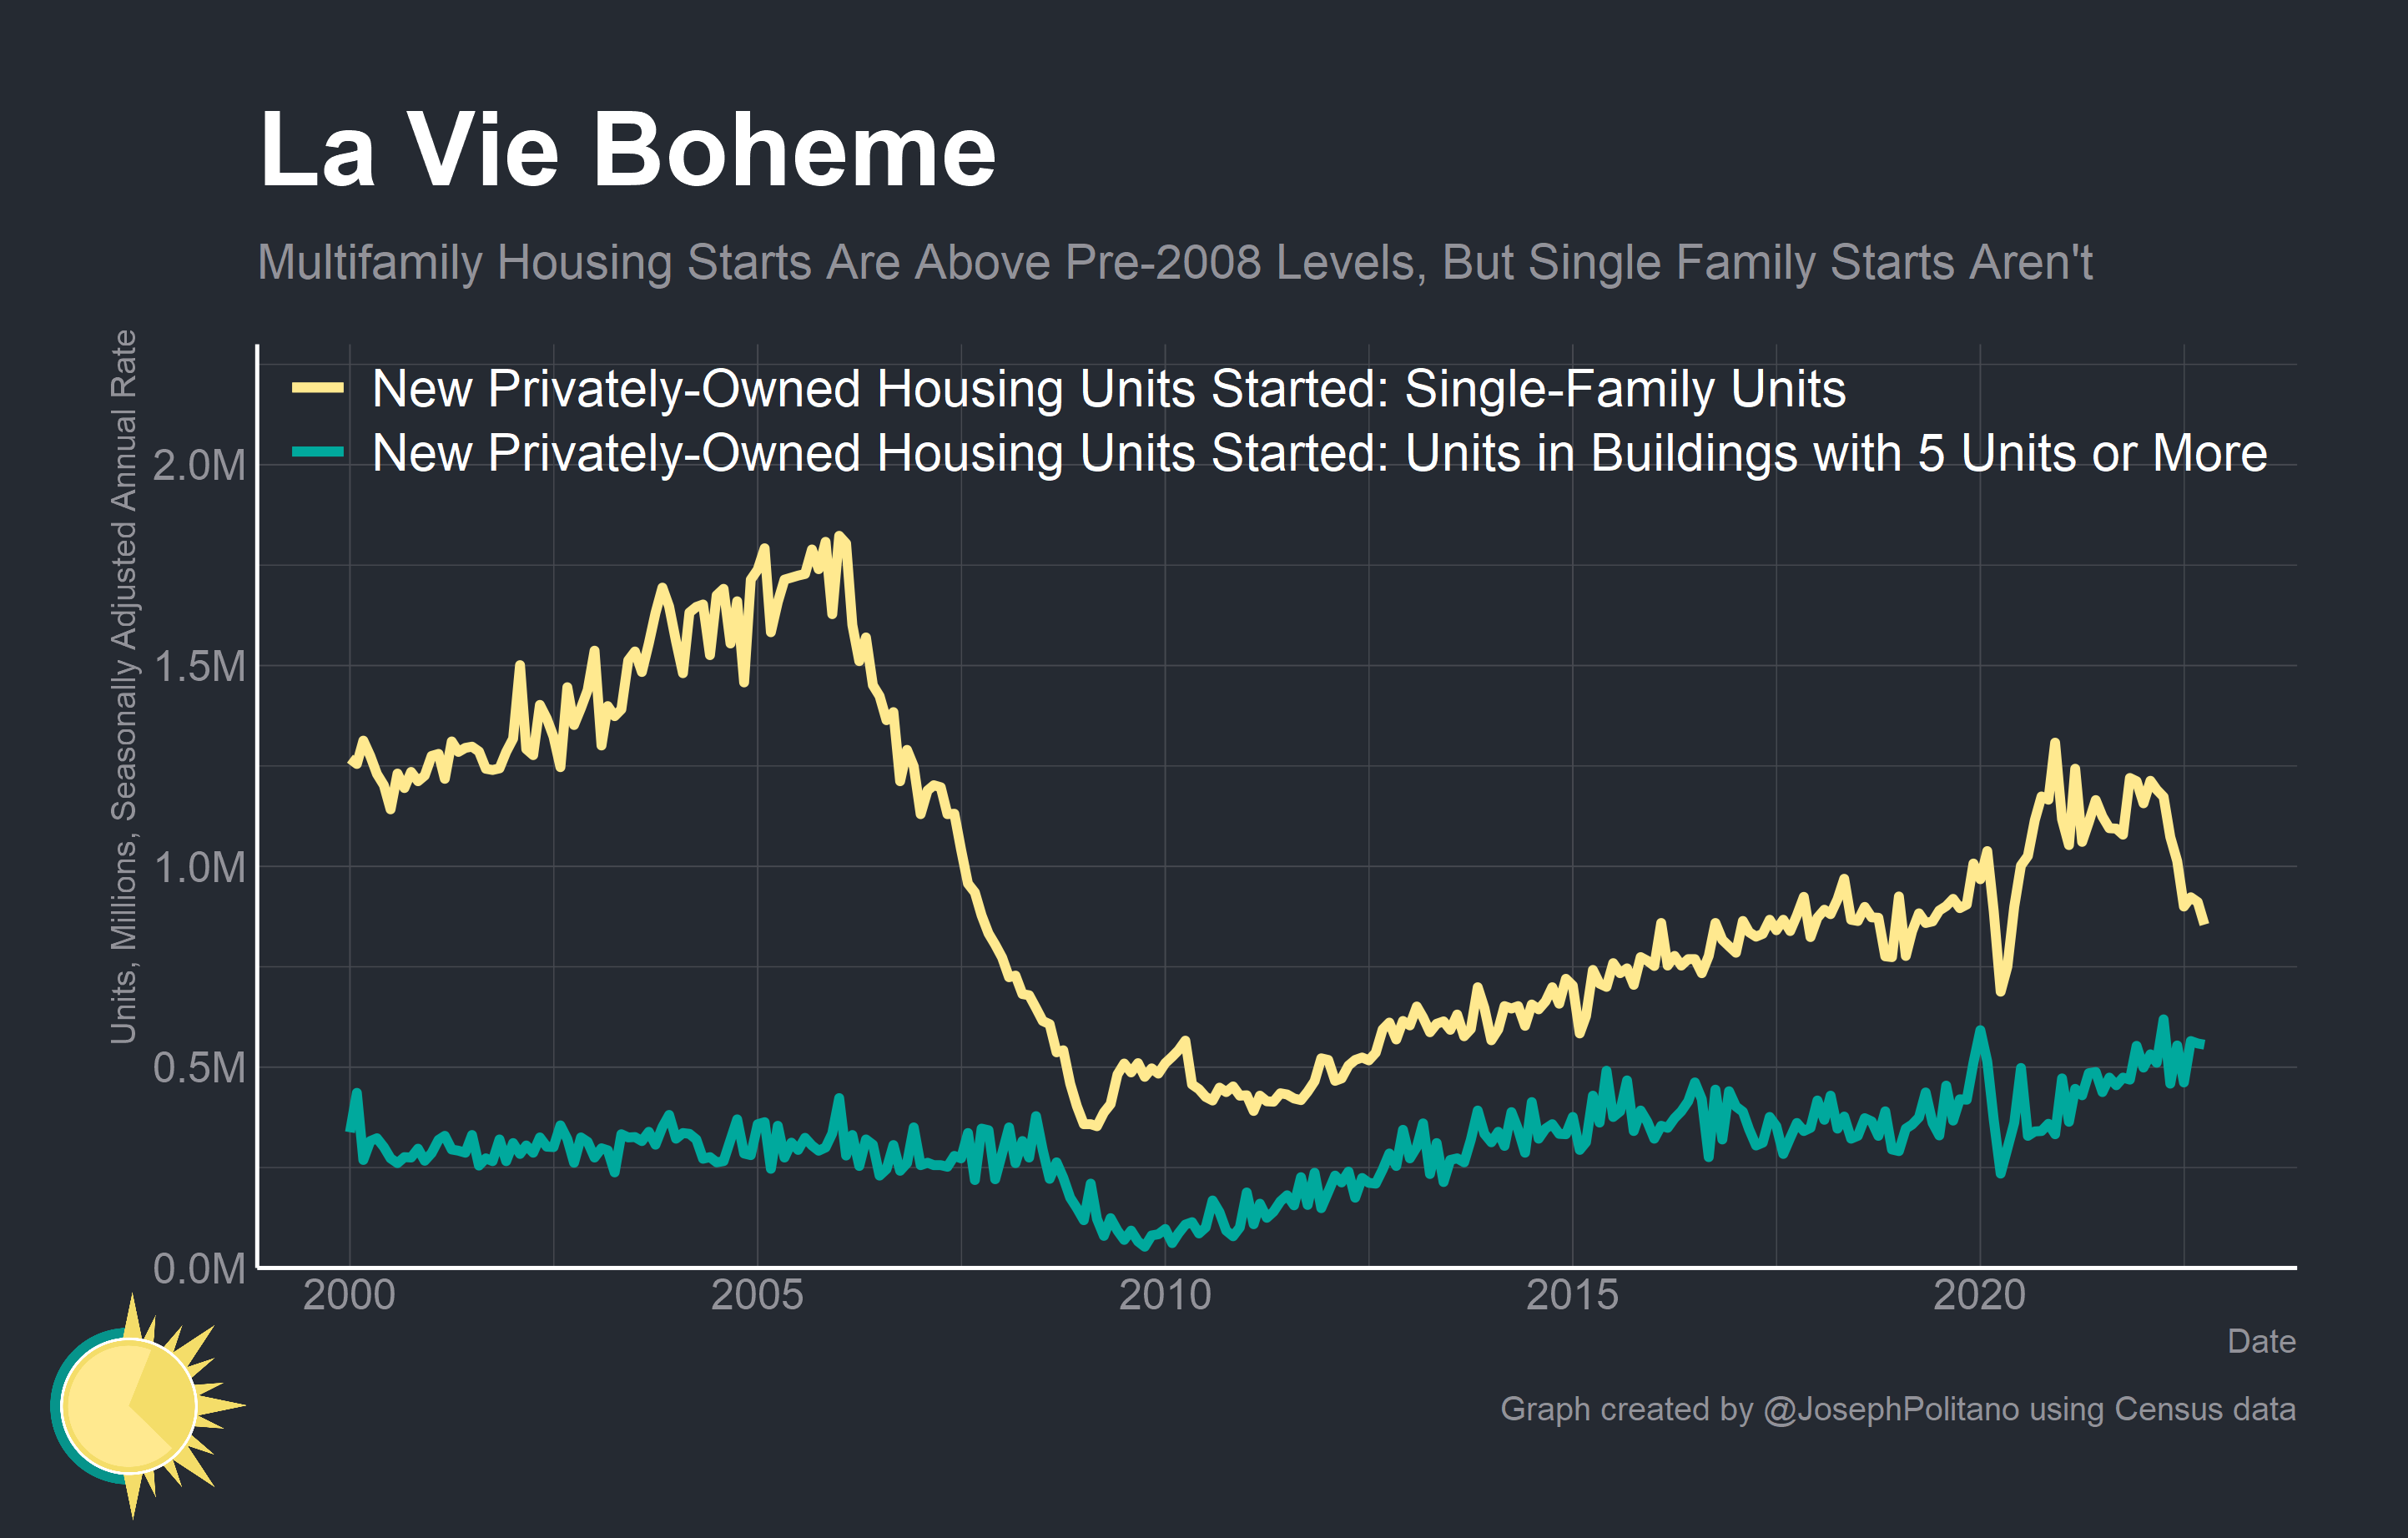 La Vie Boheme
Multifamily Housing Starts Are Above Pre-2008 Levels, But Single Family Starts Aren't
Units, Millions, Seasonally Adjusted Annual Rate
New Privately-Owned Housing Units Started: Single-Family Units
New Privately-Owned Housing Units Started: Units in Buildings with 5 Units or More
2.0M
1.5M
1.0M
0.5M
0.0M
2000 2005 2010 2015 2020
Date
Graph created by @JosephPolitano using Census data